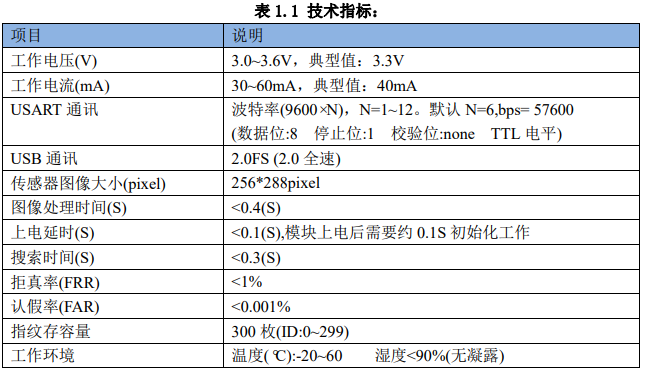 表 1.1 技术指标：
项目 说明
工作电压(V) 3.0~3.6V，典型值：3.3V
工作电流(mA) 30~60mA，典型值：40mA
USART 通讯 波特率(9600×N)，N=1~12。默认 N=6,bps= 57600
(数据位:8 停止位:1 校验位:none TTL 电平)
USB 通讯 2.0FS (2.0 全速)
传感器图像大小(pixel) 256*288pixel
图像处理时间(S) <0.4(S)
上电延时(S) <0.1(S),模块上电后需要约 0.1S 初始化工作
搜索时间(S) <0.3(S)
拒真率(FRR) <1%
认假率(FAR) <0.001%
指纹存容量 300 枚(ID:0~299)
工作环境 温度(℃):-20~60 湿度<90%(无凝露)